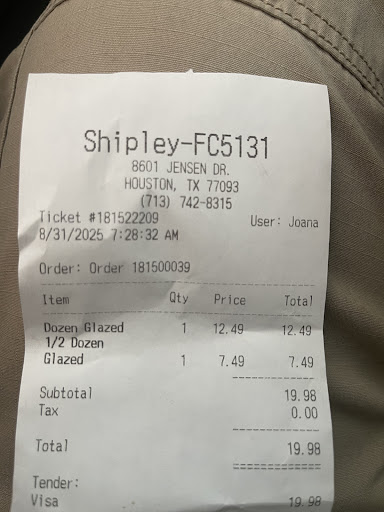 Shipley-FC5131
8601 JENSEN DR.
HOUSTON, TX 77093
(713) 742-8315
Ticket #181522209 User: Joana
8/31/2025 7:28:32 AM
Order: Order 181500039
Item Qty Price Total
Dozen Glazed 1 12.49 12.49
1/2 Dozen
Glazed 1 7.49 7.49
Subtotal 19.98
Tax 0.00
Total 19.98
Tender:
Visa 19.98